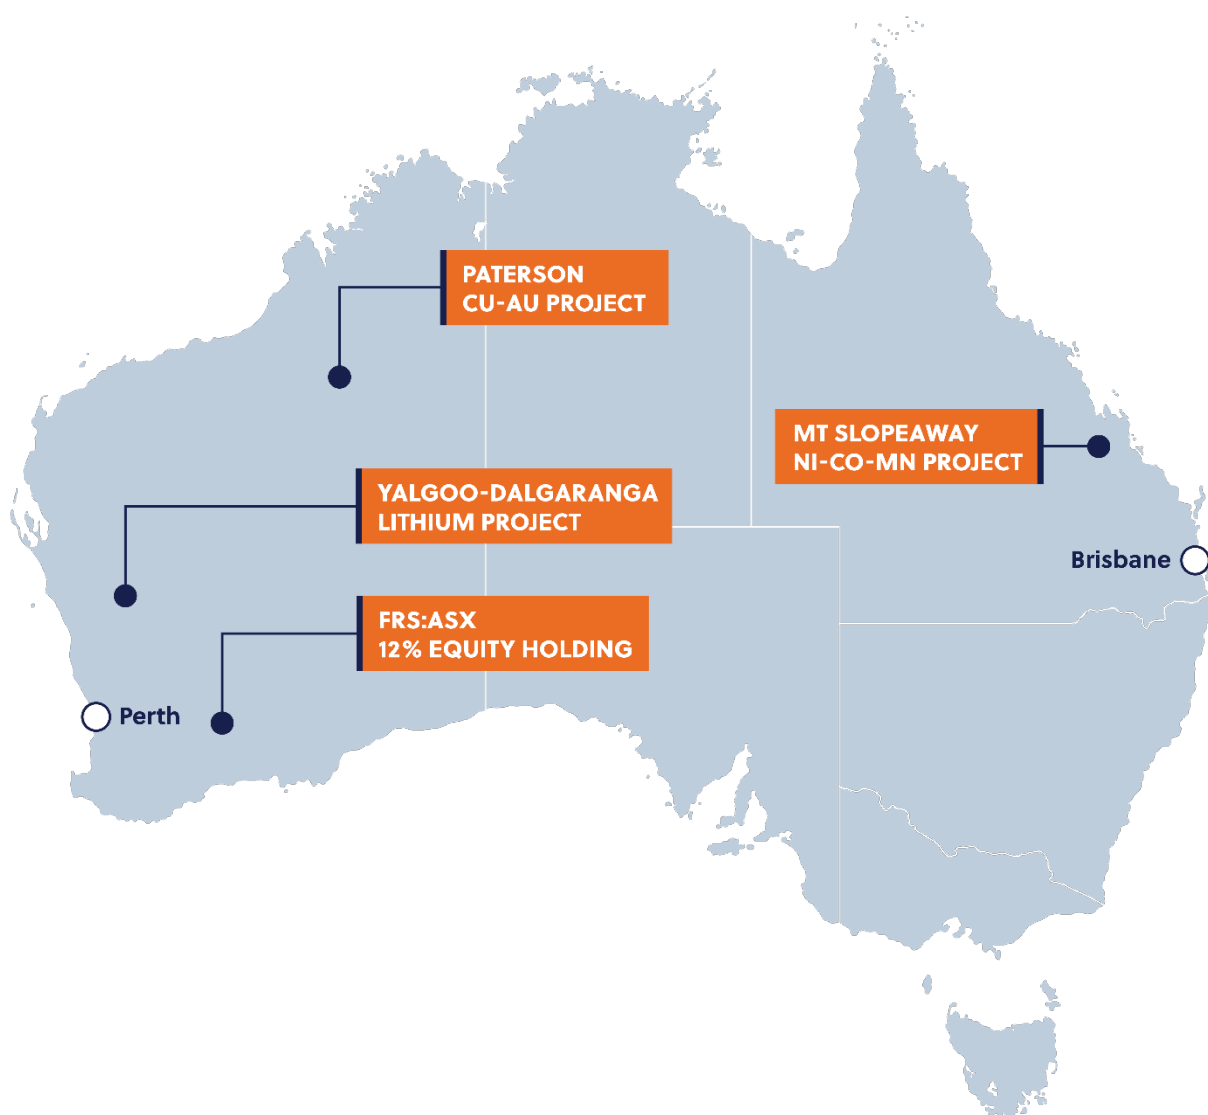 PATERSON
CU-AU PROJECT
MT SLOPEAWAY
NI-CO-MN PROJECT
YALGOO-DALGARANGA
LITHIUM PROJECT
Brisbane
FRS:ASX
12% EQUITY HOLDING
Perth